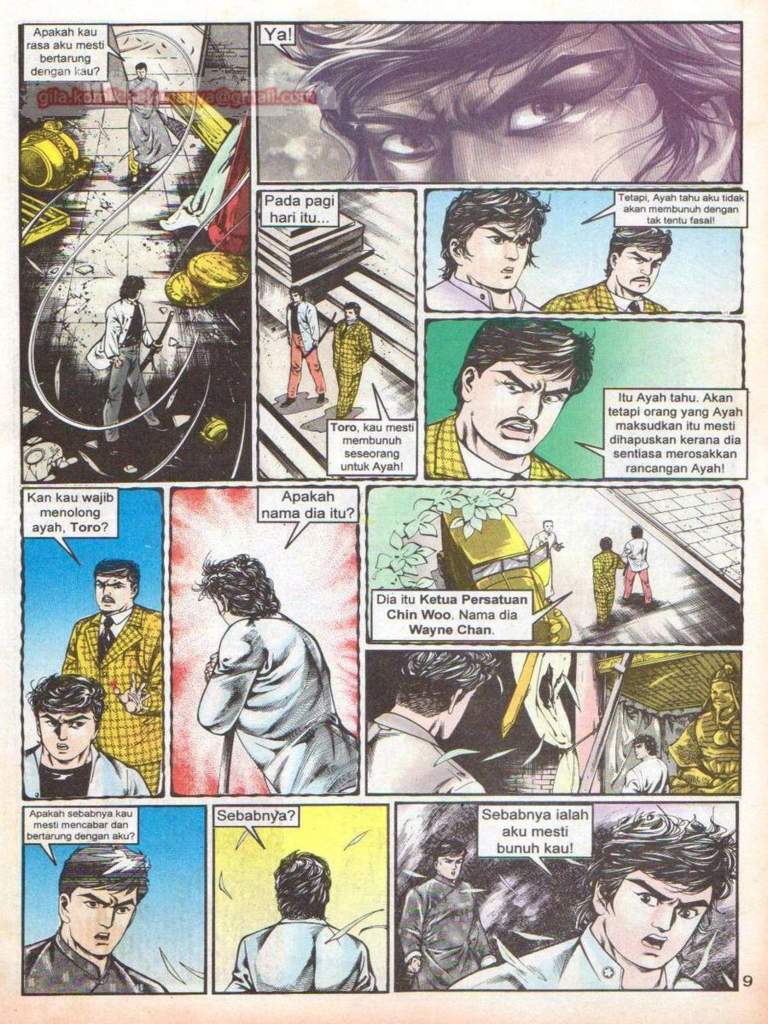 Apakah kau
rasa aku mesti
bertarung
dengan kau?
Ya!
Pada pagi
hari itu...
Toro, kau mesti
membunuh
seseorang
untuk Ayah!
Tetapi, Ayah tahu aku tidak
akan membunuh dengan
tak tentu fasal!
Itu Ayah tahu. Akan
tetapi orang yang Ayah
maksudkan itu mesti
dihapuskan kerana dia
sentiasa merosakkan
rancangan Ayah!
Kan kau wajib
menolong
ayah, Toro?
Apakah
nama dia itu?
Dia itu Ketua Persatuan
Chin Woo. Nama dia
Wayne Chan.
Apakah sebabnya kau
mesti mencabar dan
bertarung dengan aku?
Sebabnya?
Sebabnya ialah
aku mesti
bunuh kau!
9